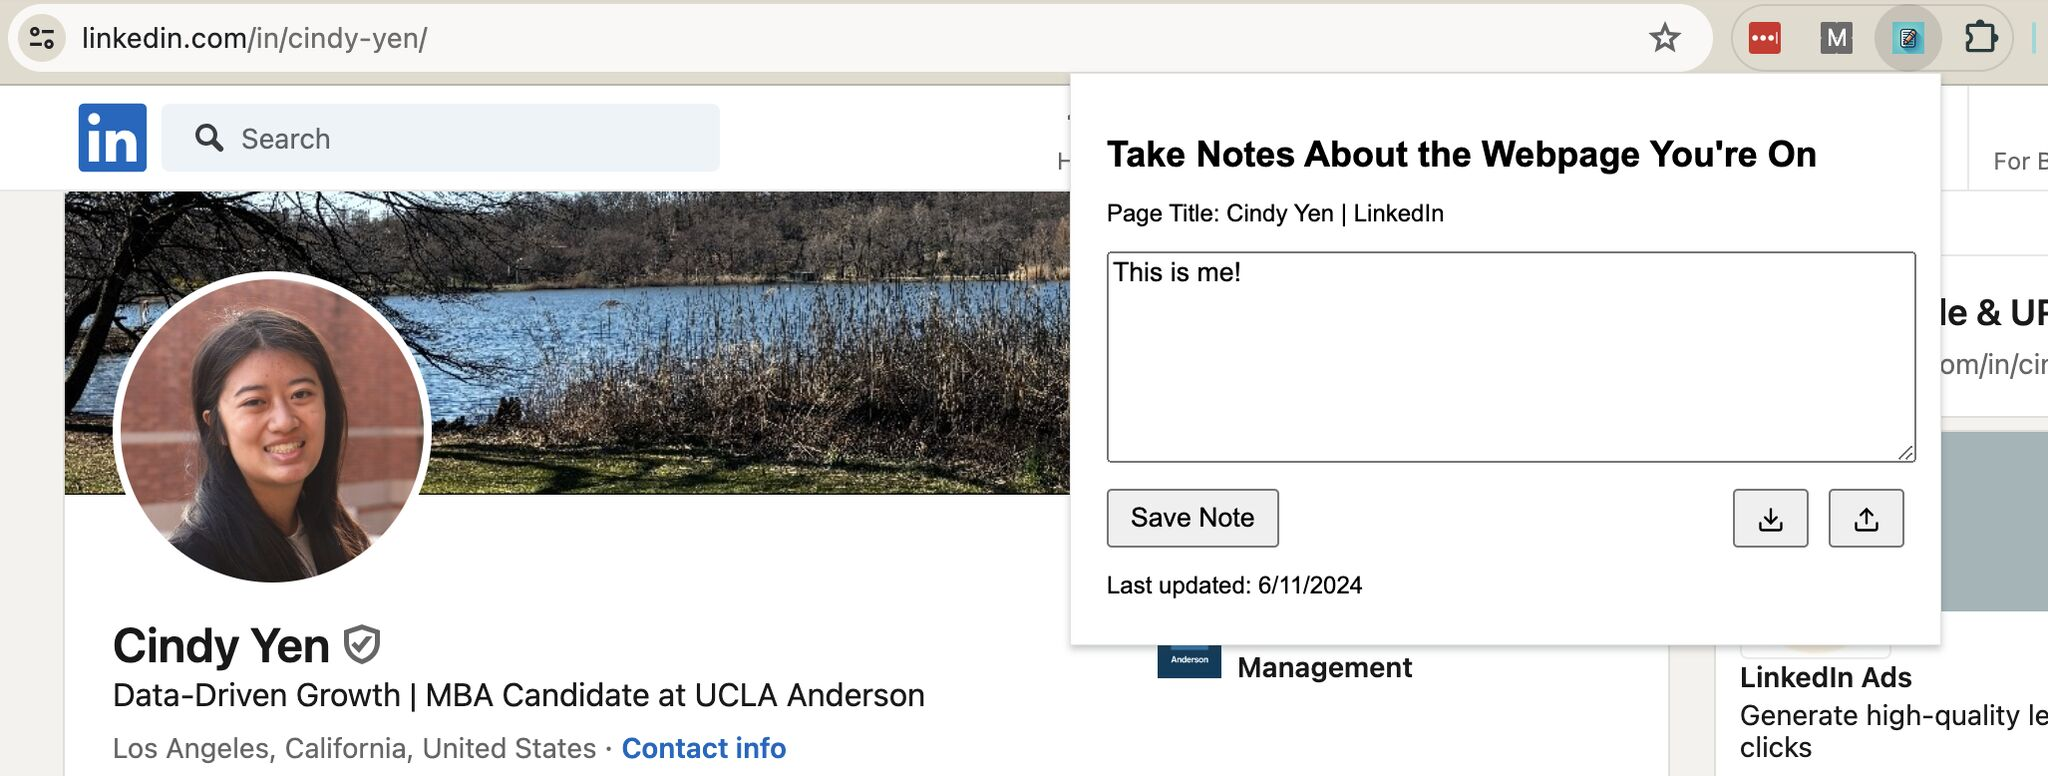 linkedin.com/in/cindy-yen/
M
in
Search
For B
Take Notes About the Webpage You're On
Page Title: Cindy Yen | LinkedIn
This is me!
Save Note
Last updated: 6/11/2024
le & UP
om/in/cin
Cindy Yen
Data-Driven Growth | MBA Candidate at UCLA Anderson
Los Angeles, California, United States · Contact info
Anderson
Management
LinkedIn Ads
Generate high-quality le
clicks